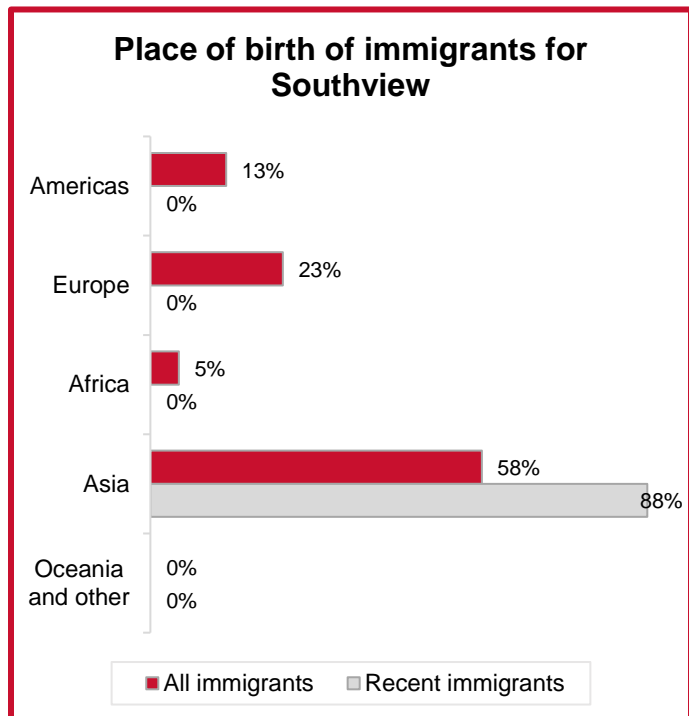 Place of birth of immigrants for
Southview
Americas
13%
0%
Europe
23%
0%
Africa
5%
0%
Asia
58%
88%
Oceania
and other
0%
0%
All immigrants
Recent immigrants